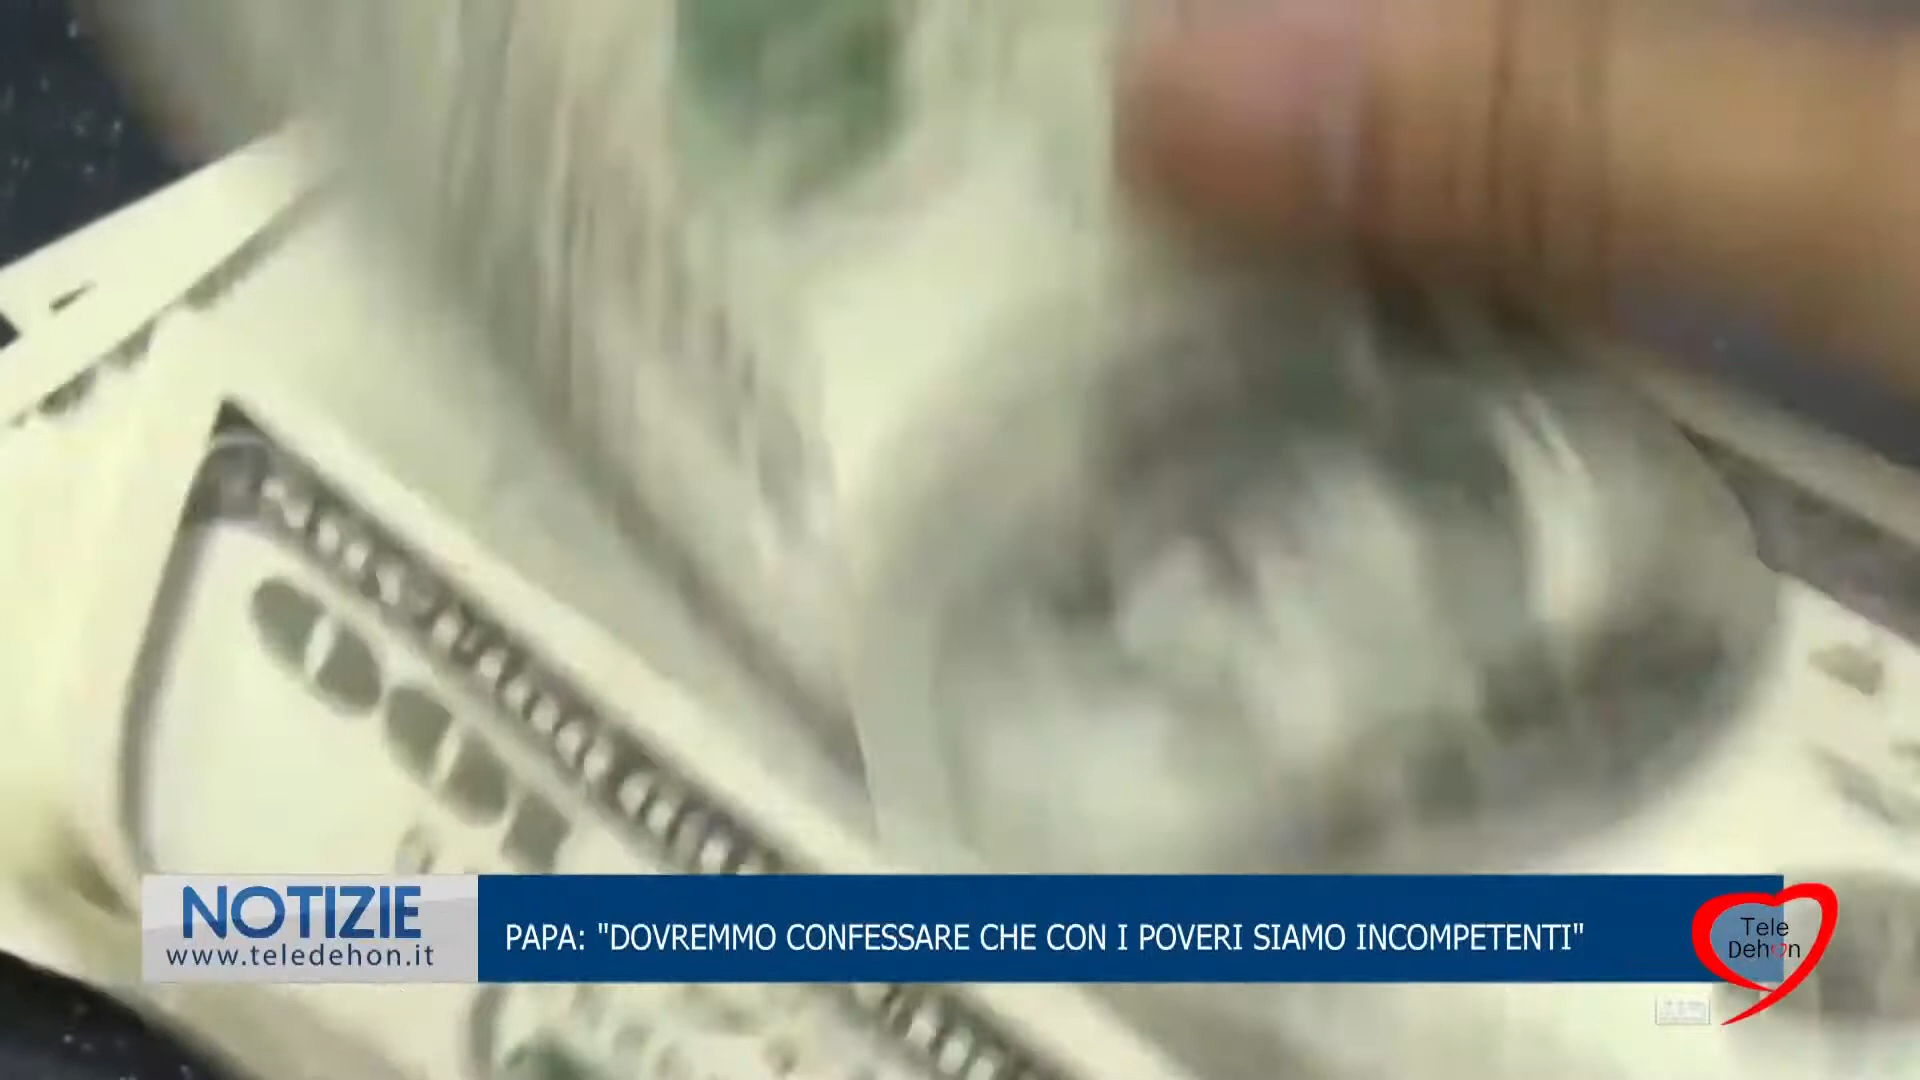 NOTIZIE
www.teledehon.it
PAPA: "DOVREMMO CONFESSARE CHE CON I POVERI SIAMO INCOMPETENTI"
Tele
Dehon